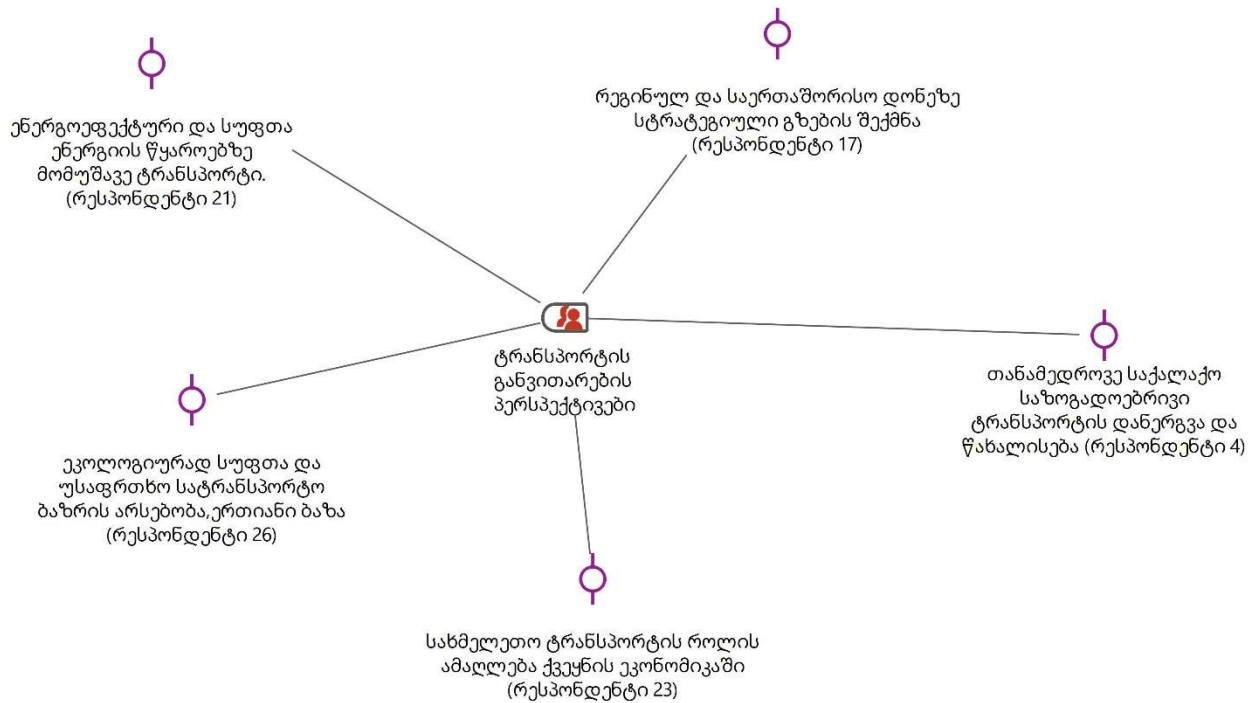 რეგინულ და საერთაშორისო დონეზე
სტრატეგიული გზების შექმნა
(რესპონდენტი 17)
ენერგოეფექტური და სუფთა
ენერგიის წყაროებზე
მომუშავე ტრანსპორტი.
(რესპონდენტი 21)
ტრანსპორტის
განვითარების
პერსპექტივები
თანამედროვე საქალაქო
საზოგადოებრივი
ტრანსპორტის დანერგვა და
წახალისება (რესპონდენტი 4)
ეკოლოგიურად სუფთა და
უსაფრთხო სატრანსპორტო
ბაზრის არსებობა,ერთიანი ბაზა
(რესპონდენტი 26)
სახმელეთო ტრანსპორტის როლის
ამაღლება ქვეყნის ეკონომიკაში
(რესპონდენტი 23)